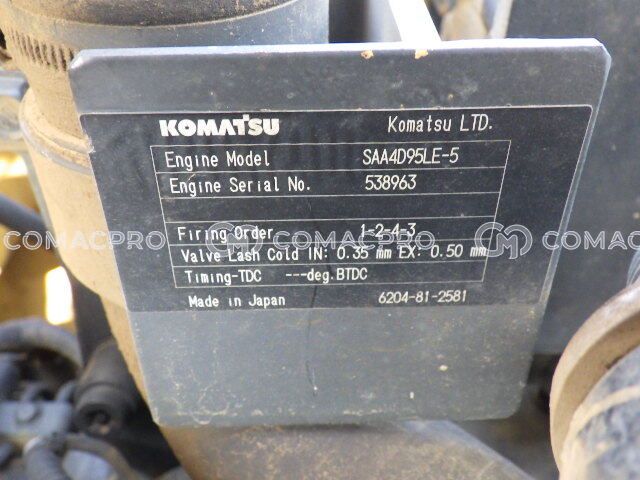 KOMATSU Komatsu LTD.
Engine Model SAA4D95LE-5
Engine Serial No. 538963
Firing Order 1-2-4-3
COMACPRO CM COMACPRO CM COMACPRO
Valve Lash Cold IN: 0.35 mm EX: 0.50 mm
Timing-TDC ---deg.BTDC
Made in Japan 6204-81-2581